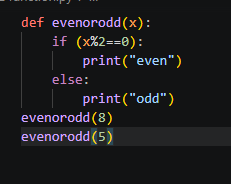 def evenorodd(x):
    if (x%2==0):
        print("even")
    else:
        print("odd")
evenorodd(8)
evenorodd(5)